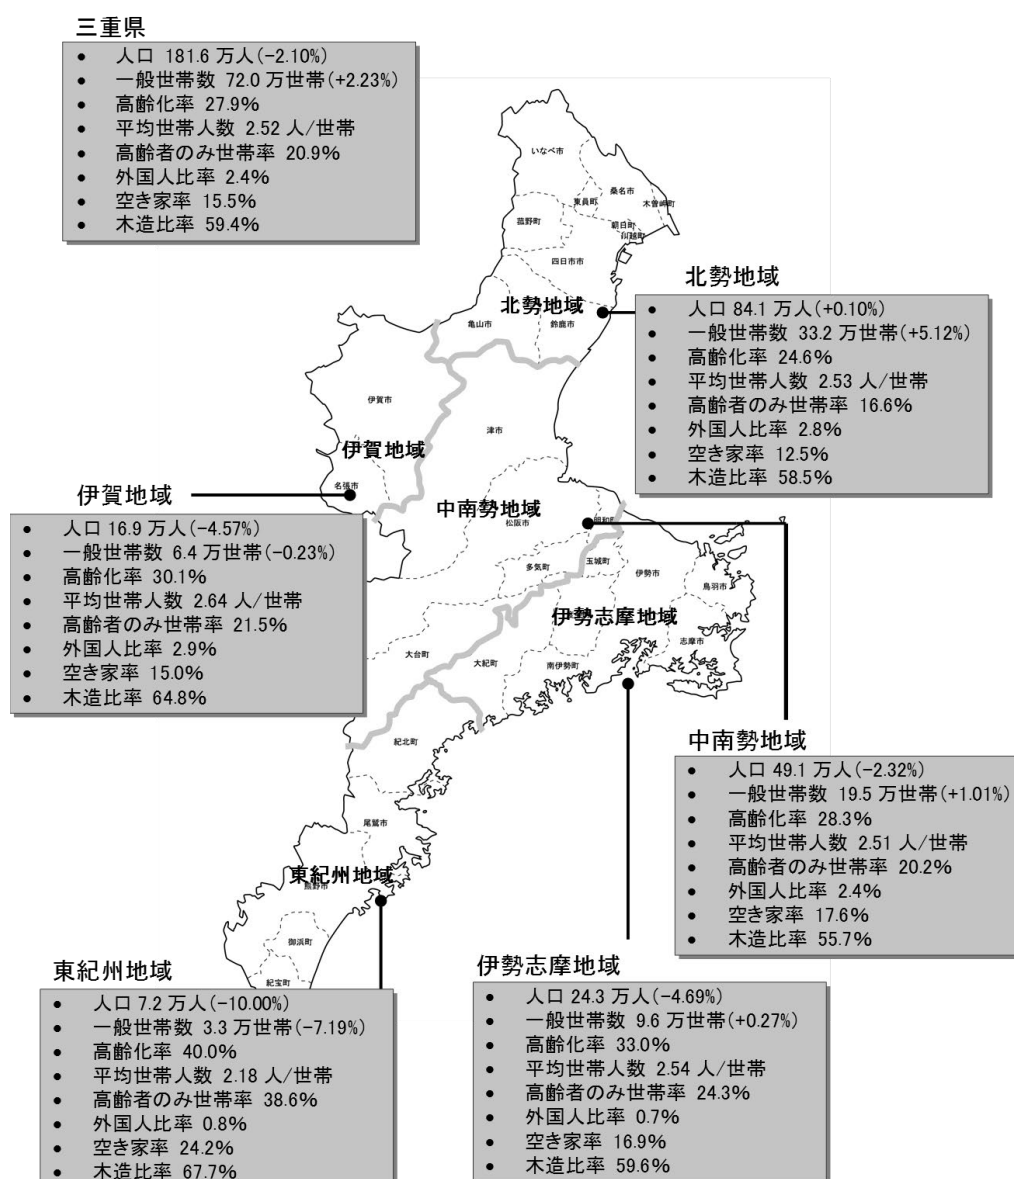 三重県
• 人口 181.6 万人(-2.10%)
• 一般世帯数 72.0 万世帯(+2.23%)
• 高齢化率 27.9%
• 平均世帯人数 2.52 人/世帯
• 高齢者のみ世帯率 20.9%
• 外国人比率 2.4%
• 空き家率 15.5%
• 木造比率 59.4%
いなべ市
桑名市
東員町
木曽岬町
菰野町
朝日町
川越町
四日市市
北勢地域
亀山市
鈴鹿市
北勢地域
• 人口 84.1 万人(+0.10%)
• 一般世帯数 33.2 万世帯(+5.12%)
• 高齢化率 24.6%
• 平均世帯人数 2.53 人/世帯
• 高齢者のみ世帯率 16.6%
• 外国人比率 2.8%
• 空き家率 12.5%
• 木造比率 58.5%
伊賀市
津市
伊賀地域
名張市
中南勢地域
松阪市
明和町
伊賀地域
• 人口 16.9 万人(-4.57%)
• 一般世帯数 6.4 万世帯(-0.23%)
• 高齢化率 30.1%
• 平均世帯人数 2.64 人/世帯
• 高齢者のみ世帯率 21.5%
• 外国人比率 2.9%
• 空き家率 15.0%
• 木造比率 64.8%
多気町
玉城町
伊勢市
鳥羽市
伊勢志摩地域
志摩市
大台町
大紀町
南伊勢町
紀北町
中南勢地域
• 人口 49.1 万人(-2.32%)
• 一般世帯数 19.5 万世帯(+1.01%)
• 高齢化率 28.3%
• 平均世帯人数 2.51 人/世帯
• 高齢者のみ世帯率 20.2%
• 外国人比率 2.4%
• 空き家率 17.6%
• 木造比率 55.7%
尾鷲市
東紀州地域
熊野市
御浜町
紀宝町
東紀州地域
• 人口 7.2 万人(-10.00%)
• 一般世帯数 3.3 万世帯(-7.19%)
• 高齢化率 40.0%
• 平均世帯人数 2.18 人/世帯
• 高齢者のみ世帯率 38.6%
• 外国人比率 0.8%
• 空き家率 24.2%
• 木造比率 67.7%
伊勢志摩地域
• 人口 24.3 万人(-4.69%)
• 一般世帯数 9.6 万世帯(+0.27%)
• 高齢化率 33.0%
• 平均世帯人数 2.54 人/世帯
• 高齢者のみ世帯率 24.3%
• 外国人比率 0.7%
• 空き家率 16.9%
• 木造比率 59.6%